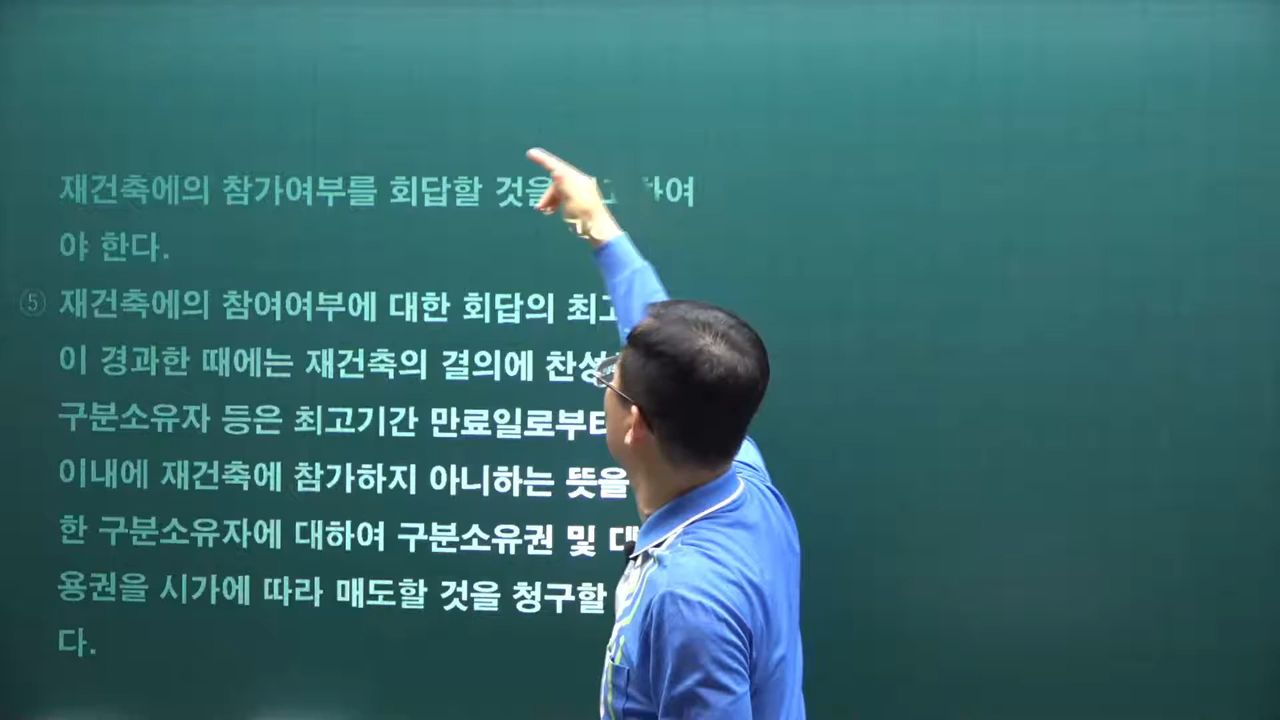 재건축에의 참가여부를 회답할 것을 하여
야 한다.
⑤ 재건축에의 참여여부에 대한 회답의
이 경과한 때에는 재건축의 결의에
구분소유자 등은 최고기간 만료일로부터
이내에 재건축에 참가하지 아니하는 뜻을
한 구분소유자에 대하여 구분소유권 및
용권을 시가에 따라 매도할 것을 청구할
다.